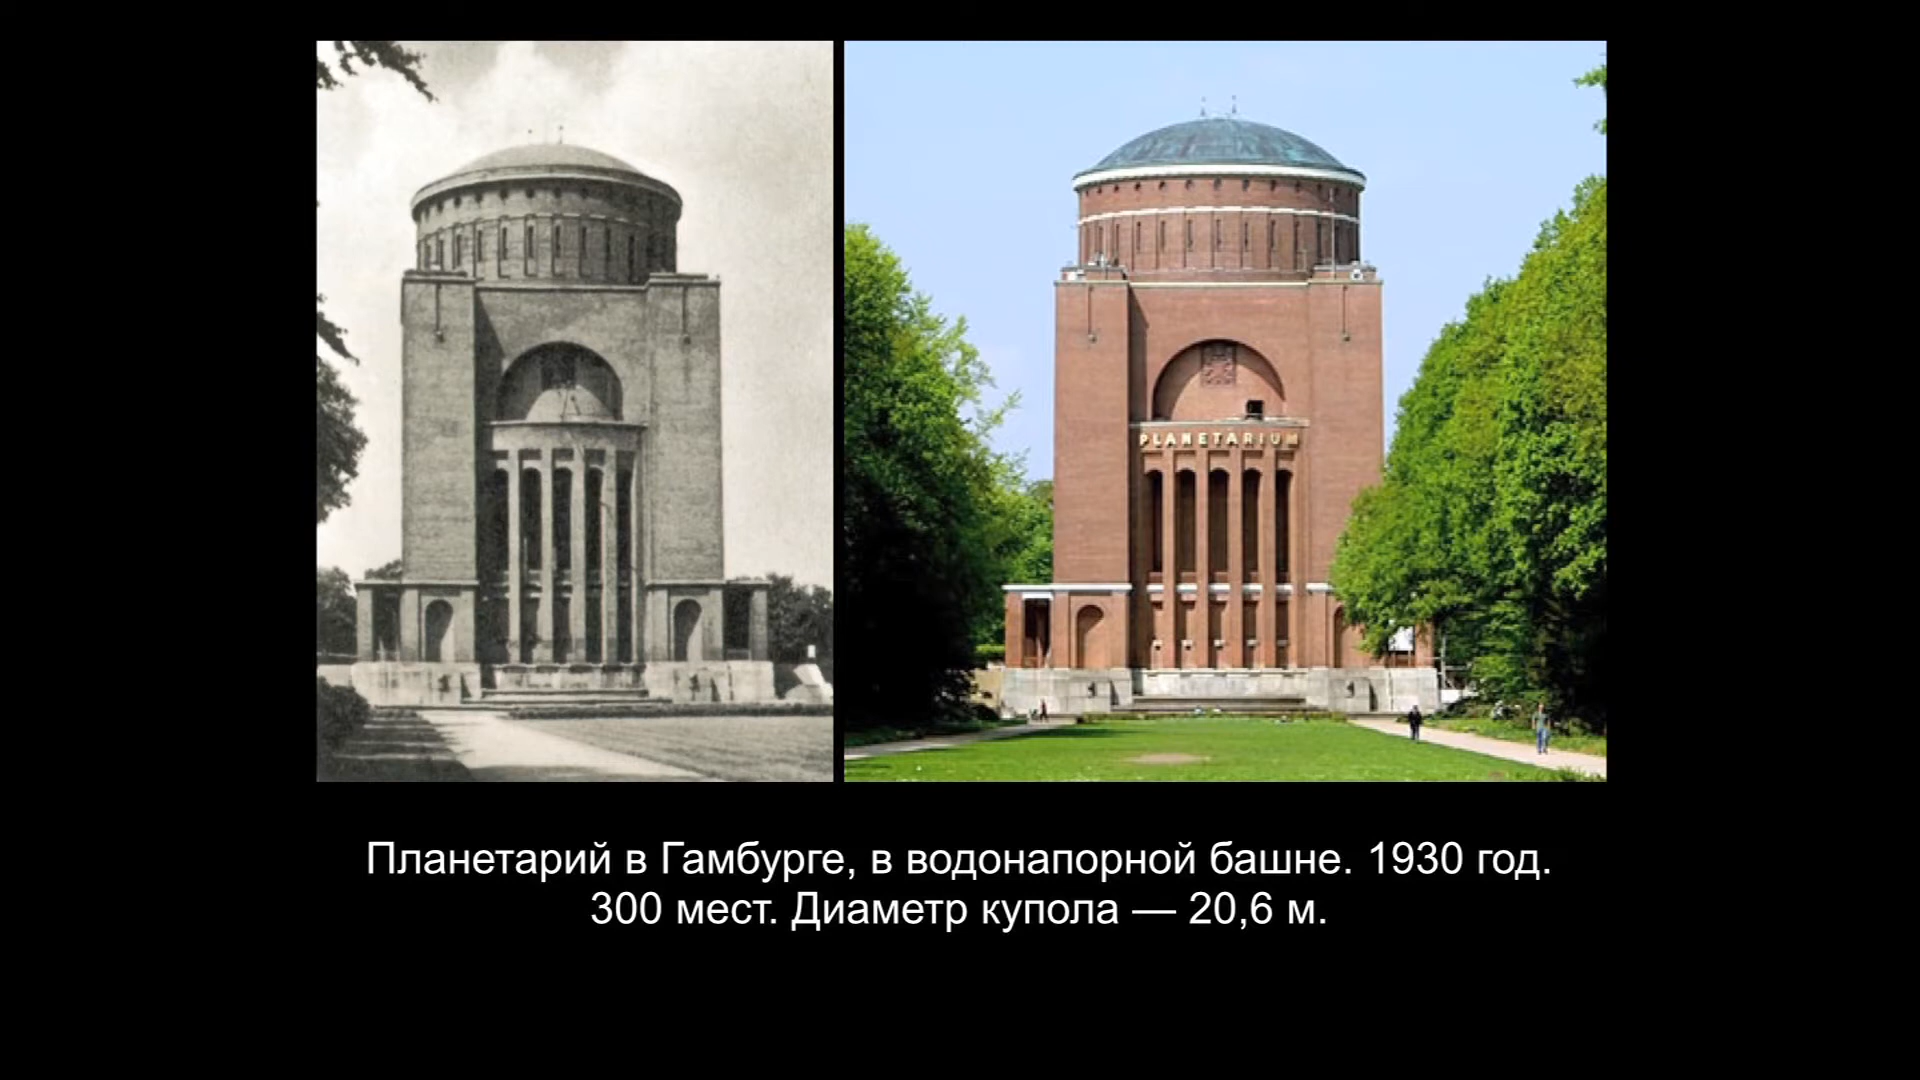 PLANETARIUM
Планетарий в Гамбурге, в водонапорной башне. 1930 год.
300 мест. Диаметр купола — 20,6 м.